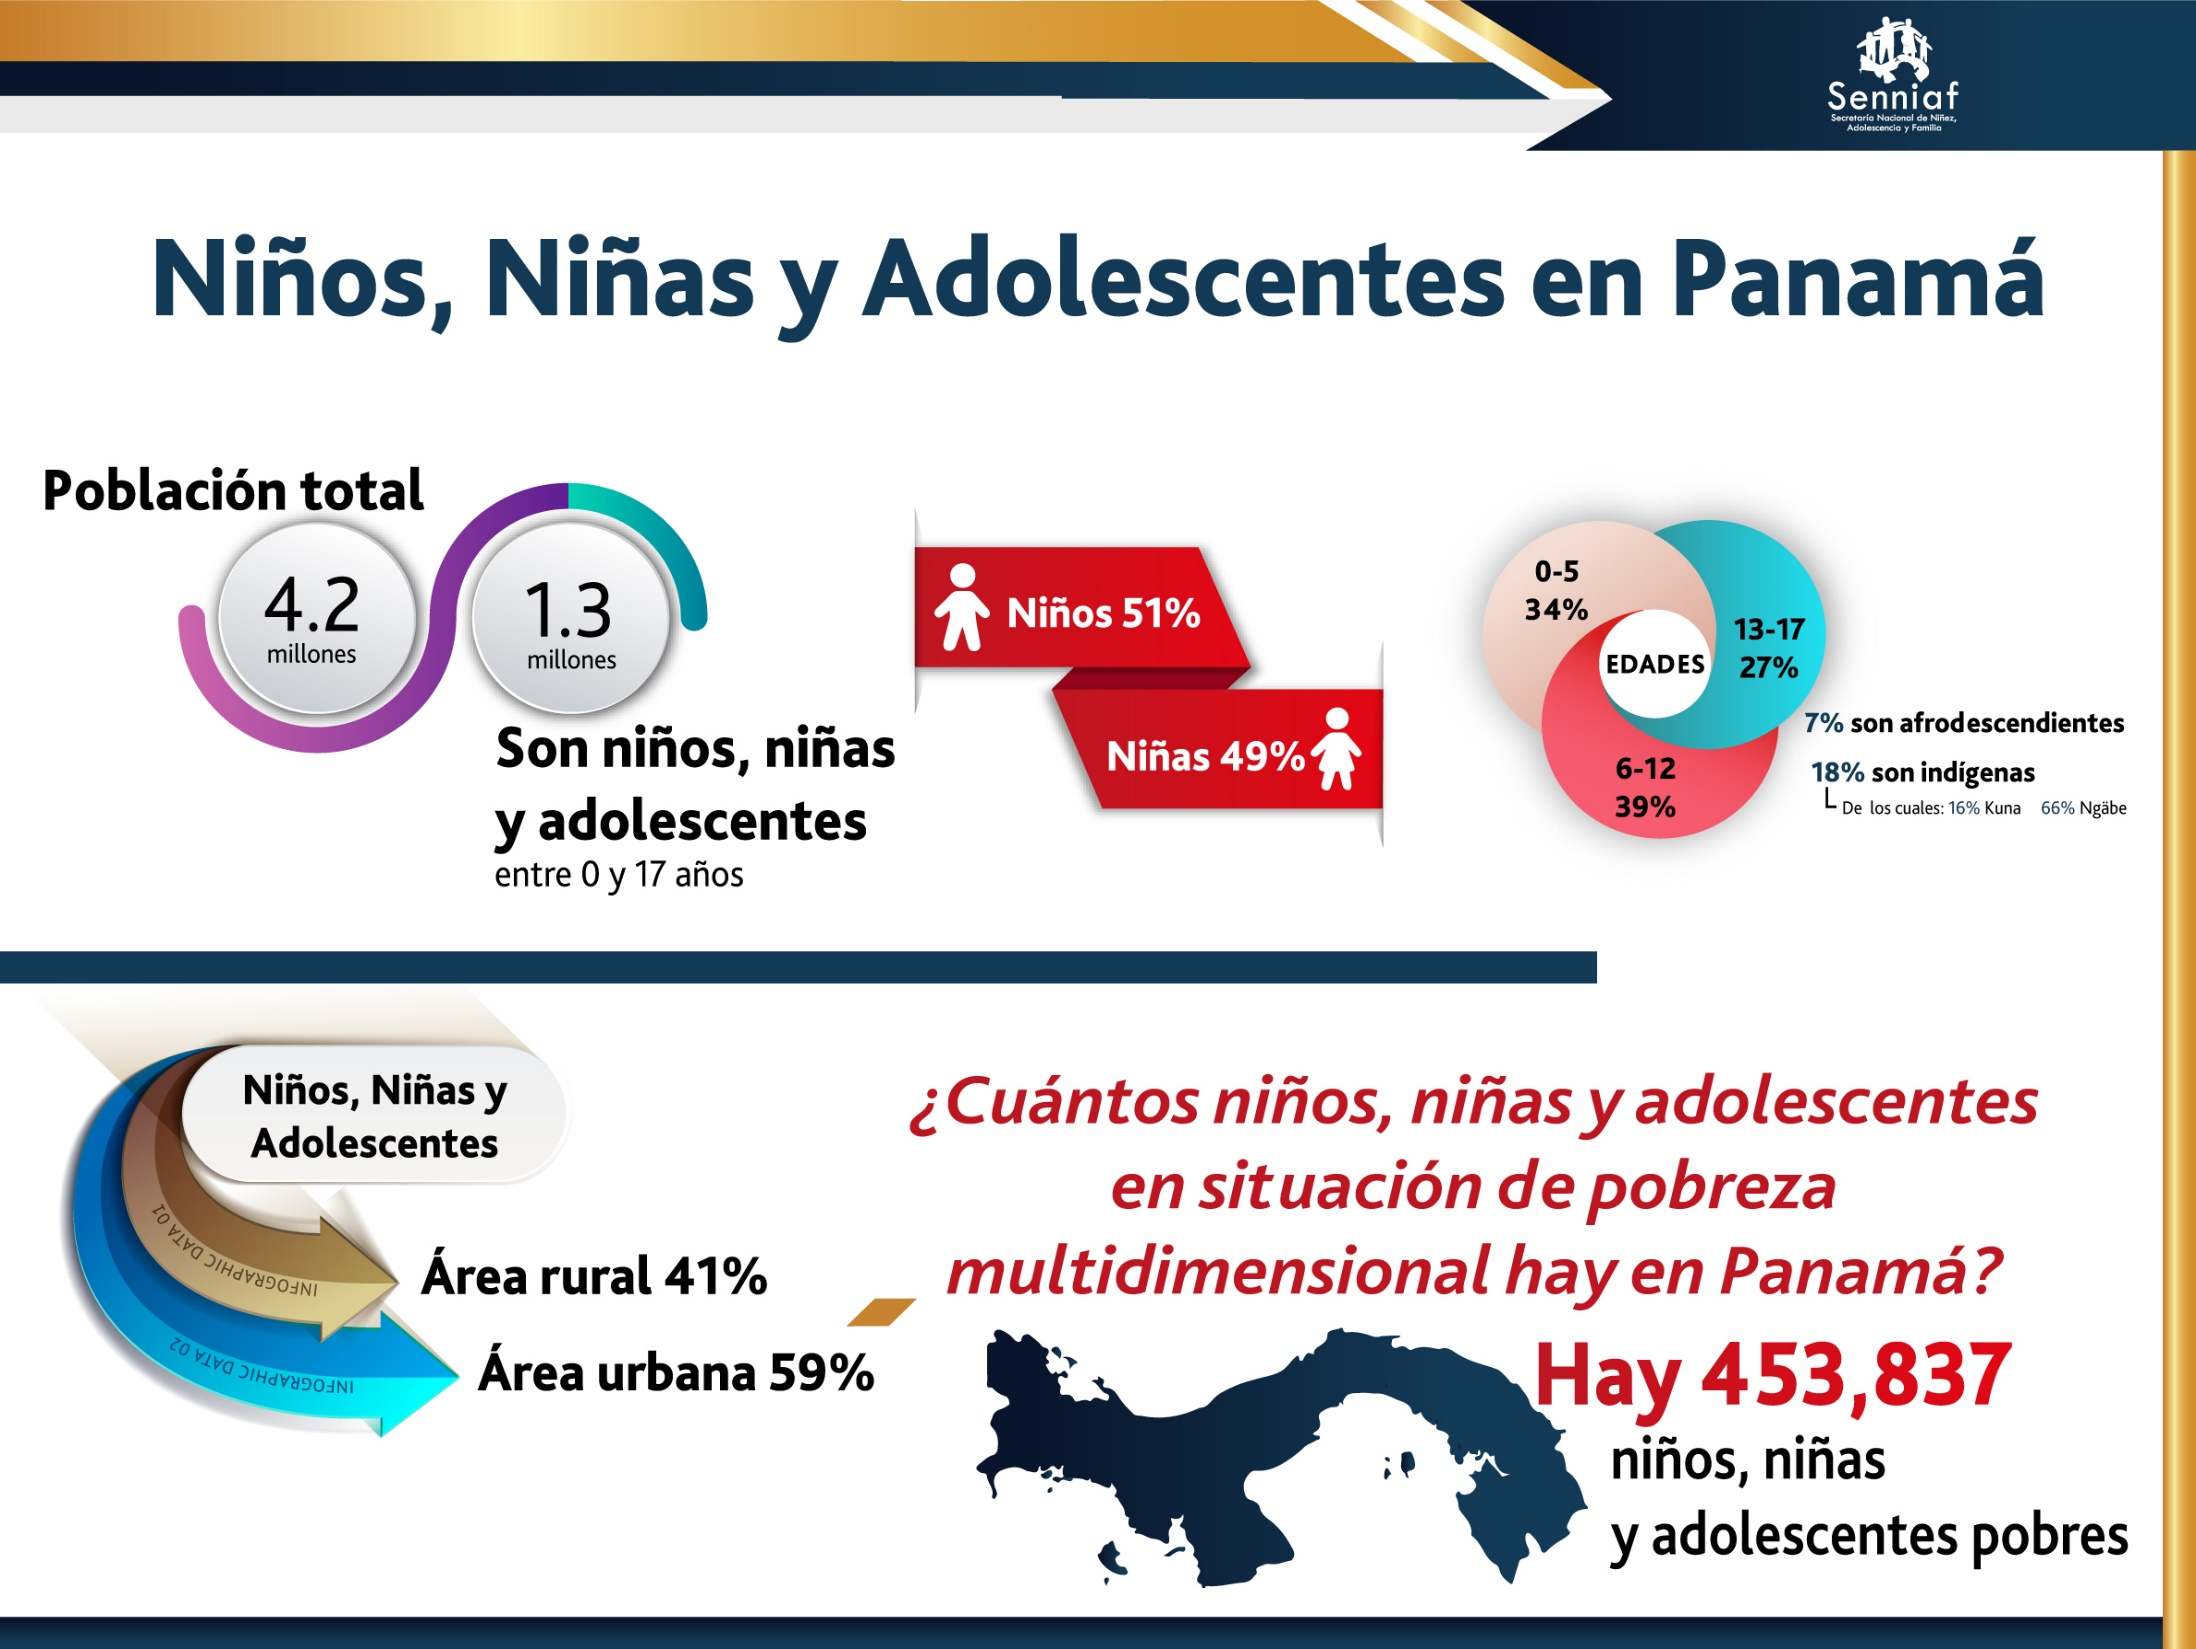 Senniaf
Secretaría Nacional de Niñez,
Adolescencia y Familia
Niños, Niñas y Adolescentes en Panamá
Población total
4.2
millones
1.3
millones
Son niños, niñas
y adolescentes
entre 0 y 17 años
Niños 51%
Niñas 49%
0-5
34%
13-17
27%
EDADES
6-12
39%
7% son afrodescendientes
18% son indígenas
De los cuales: 16% Kuna 66% Ngäbe
Niños, Niñas y
Adolescentes
INFOGRAPHIC DATA 01
INFOGRAPHIC DATA 02
Área rural 41%
Área urbana 59%
¿Cuántos niños, niñas y adolescentes
en situación de pobreza
multidimensional hay en Panamá?
Hay 453,837
niños, niñas
y adolescentes pobres